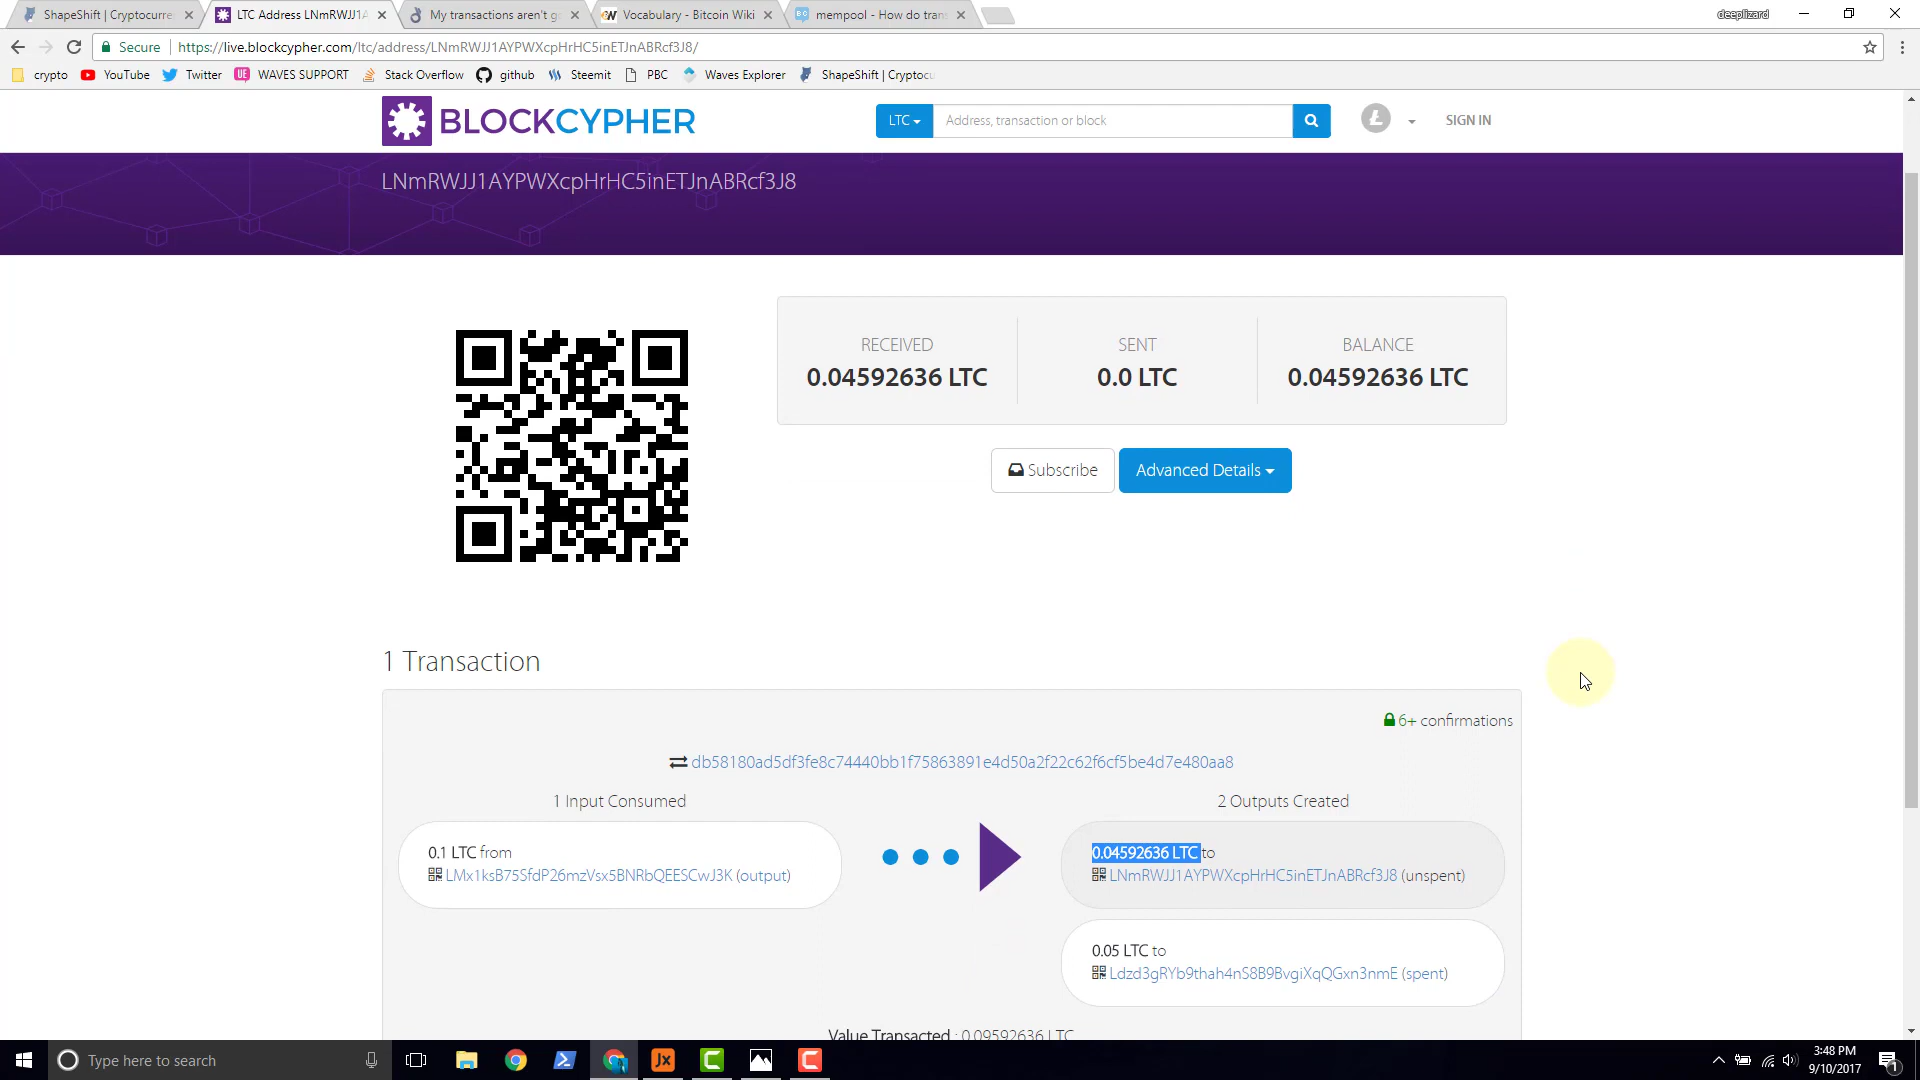 ShapeShift | Cryptocurre
LTC Address LNmRWJJ1A
My transactions aren't g
Vocabulary - Bitcoin Wiki
mempool - How do tran
deeplizard
Secure
https://live.blockcypher.com/ltc/address/LNmRWJJ1AYPWXcpHrHC5inETJnABRcf3J8/
crypto
YouTube
Twitter
WAVES SUPPORT
Stack Overflow
github
Steemit
PBC
Waves Explorer
ShapeShift | Cryptocu
BLOCKCYPHER
LTC
Address, transaction or block
SIGN IN
LNmRWJJ1AYPWXcpHrHC5inETJnABRcf3J8
RECEIVED
0.04592636 LTC
SENT
0.0 LTC
BALANCE
0.04592636 LTC
Subscribe
Advanced Details
1 Transaction
6+ confirmations
db58180ad5df3fe8c74440bb1f75863891e4d50a2f22c62f6cf5be4d7e480aa8
1 Input Consumed
2 Outputs Created
0.1 LTC from
LMx1ksB75SfdP26mzVsx5BNRbQEESCwJ3K (output)
0.04592636 LTC to
LNmRWJJ1AYPWXcpHrHC5inETJnABRcf3J8 (unspent)
0.05 LTC to
Ldzd3gRYb9thah4nS8B9BvgiXqQGxn3nmE (spent)
Value Transacted : 0.09592636 LTC
Type here to search
3:48 PM
9/10/2017